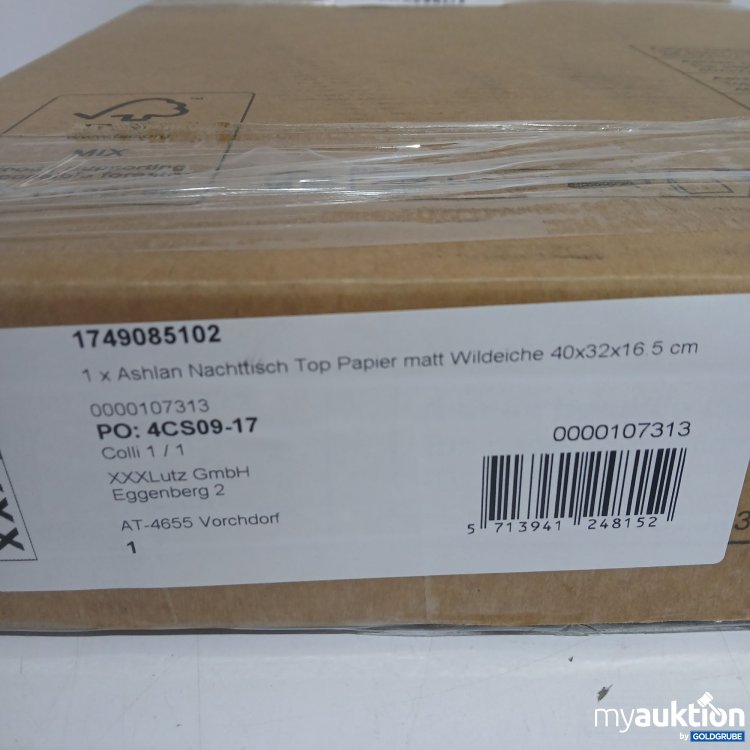 MIX
1749085102
1 x Ashlan Nachttisch Top Papier matt Wildeiche 40x32x16.5 cm
0000107313
PO: 4CS09-17
Colli 1 / 1
XXXLutz GmbH
Eggenberg 2
AT-4655 Vorchdorf
1
0000107313
5 713941 248152
myauktion
by GOLDGRUBE